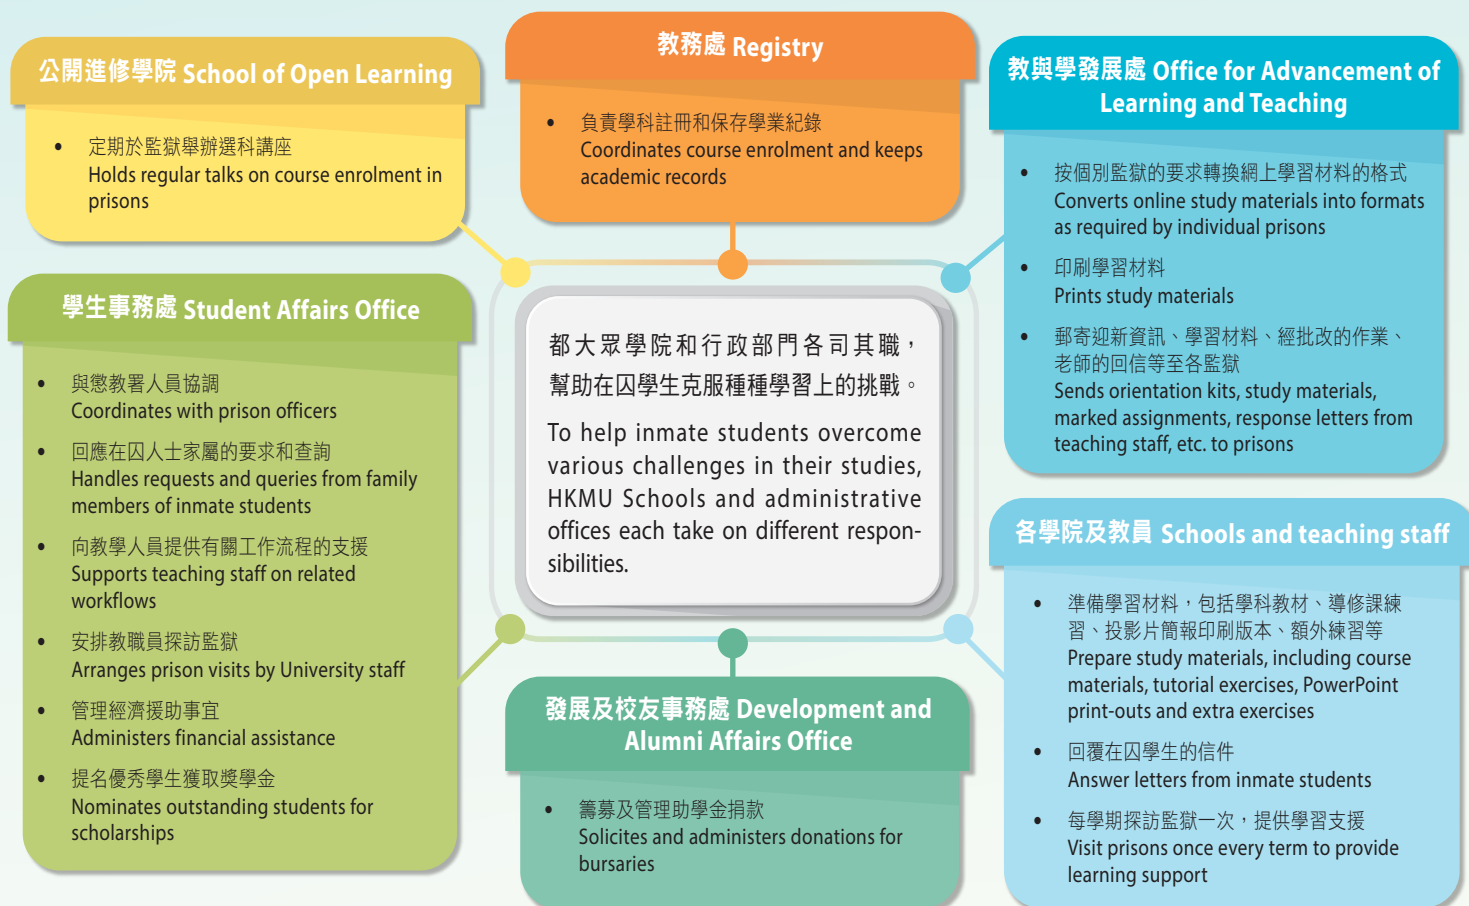 公開進修學院 School of Open Learning
• 定期於監獄舉辦選科講座
Holds regular talks on course enrolment in
prisons
教務處 Registry
• 負責學科註冊和保存學業紀錄
Coordinates course enrolment and keeps
academic records
教與學發展處 Office for Advancement of
Learning and Teaching
• 按個別監獄的要求轉換網上學習材料的格式
Converts online study materials into formats
as required by individual prisons
• 印刷學習材料
Prints study materials
• 郵寄迎新資訊、學習材料、經批改的作業、
老師的回信等至各監獄
Sends orientation kits, study materials,
marked assignments, response letters from
teaching staff, etc. to prisons
學生事務處 Student Affairs Office
• 與懲教署人員協調
Coordinates with prison officers
• 回應在囚人士家屬的要求和查詢
Handles requests and queries from family
members of inmate students
• 向教學人員提供有關工作流程的支援
Supports teaching staff on related
workflows
• 安排教職員探訪監獄
Arranges prison visits by University staff
• 管理經濟援助事宜
Administers financial assistance
• 提名優秀學生獲取獎學金
Nominates outstanding students for
scholarships
都大眾學院和行政部門各司其職，
幫助在囚學生克服種種學習上的挑戰。
To help inmate students overcome
various challenges in their studies,
HKMU Schools and administrative
offices each take on different respon-
sibilities.
發展及校友事務處 Development and
Alumni Affairs Office
• 籌募及管理助學金捐款
Solicites and administers donations for
bursaries
各學院及教員 Schools and teaching staff
• 準備學習材料，包括學科教材、導修課練
習、投影片簡報印刷版本、額外練習等
Prepare study materials, including course
materials, tutorial exercises, PowerPoint
print-outs and extra exercises
• 回覆在囚學生的信件
Answer letters from inmate students
• 每學期探訪監獄一次，提供學習支援
Visit prisons once every term to provide
learning support